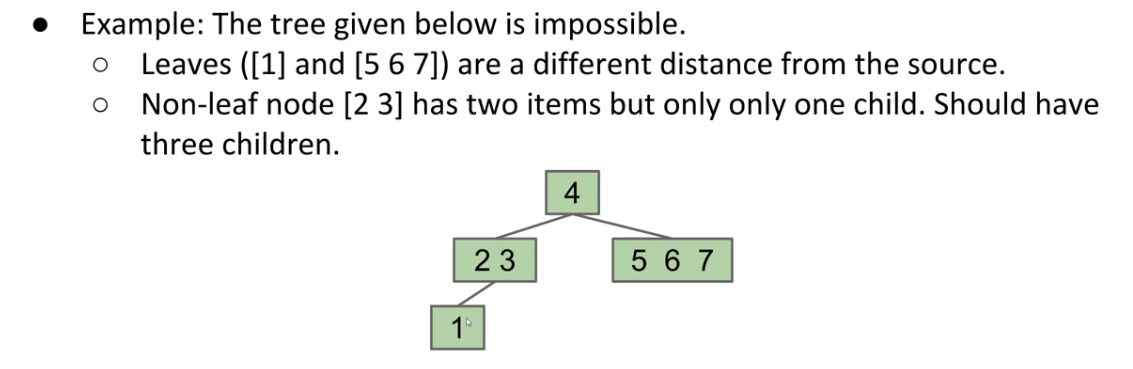 ● Example: The tree given below is impossible.
○ Leaves ([1] and [5 6 7]) are a different distance from the source.
○ Non-leaf node [2 3] has two items but only only one child. Should have
three children.
4
2 3
5 6 7
1